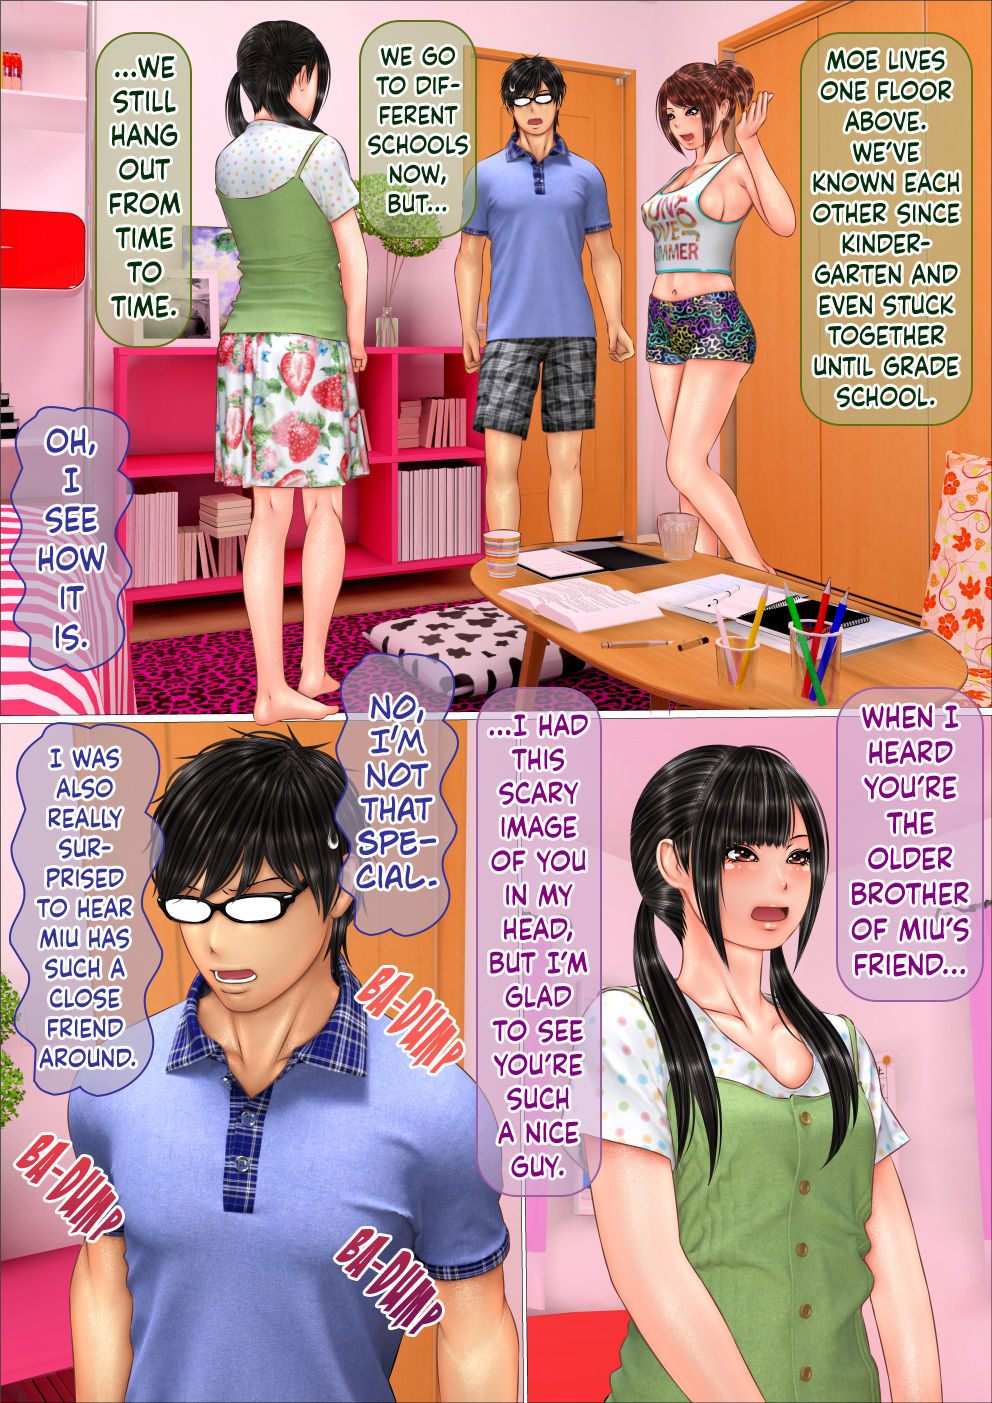 MOE LIVES
ONE FLOOR
ABOVE.
WE'VE
KNOWN EACH
OTHER SINCE
KINDER-
GARTEN AND
EVEN STUCK
TOGETHER
UNTIL GRADE
SCHOOL.
WE GO
TO DIF-
FERENT
SCHOOLS
NOW,
BUT...
...WE
STILL
HANG
OUT
FROM
TIME
TO
TIME.
SUMMER
OH,
I
SEE
HOW
IT
IS.
WHEN I
HEARD
YOU'RE
THE
OLDER
BROTHER
OF MIU'S
FRIEND...
...I HAD
THIS
SCARY
IMAGE
OF YOU
IN MY
HEAD,
BUT I'M
GLAD
TO SEE
YOU'RE
SUCH
A NICE
GUY.
NO,
I'M
NOT
THAT
SPE-
CIAL.
I WAS
ALSO
REALLY
SUR-
PRISED
TO HEAR
MIU HAS
SUCH A
CLOSE
FRIEND
AROUND.
BA-DUMP
BA-DUMP
BA-DUMP